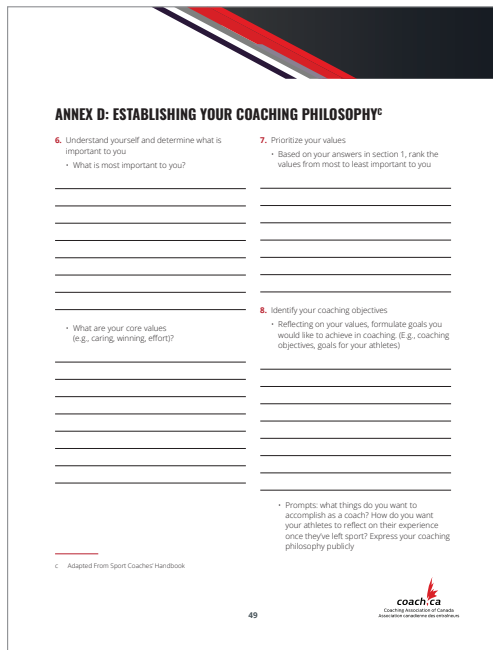 ANNEX D: ESTABLISHING YOUR COACHING PHILOSOPHYc
6. Understand yourself and determine what is
important to you
• What is most important to you?
• What are your core values
(e.g., caring, winning, effort)?
7. Prioritize your values
• Based on your answers in section 1, rank the
values from most to least important to you
8. Identify your coaching objectives
• Reflecting on your values, formulate goals you
would like to achieve in coaching. (E.g., coaching
objectives, goals for your athletes)
• Prompts: what things do you want to
accomplish as a coach? How do you want
your athletes to reflect on their experience
once they've left sport? Express your coaching
philosophy publicly
c Adapted From Sport Coaches' Handbook
49
coach.ca
Coaching Association of Canada
Association canadienne des entraîneurs